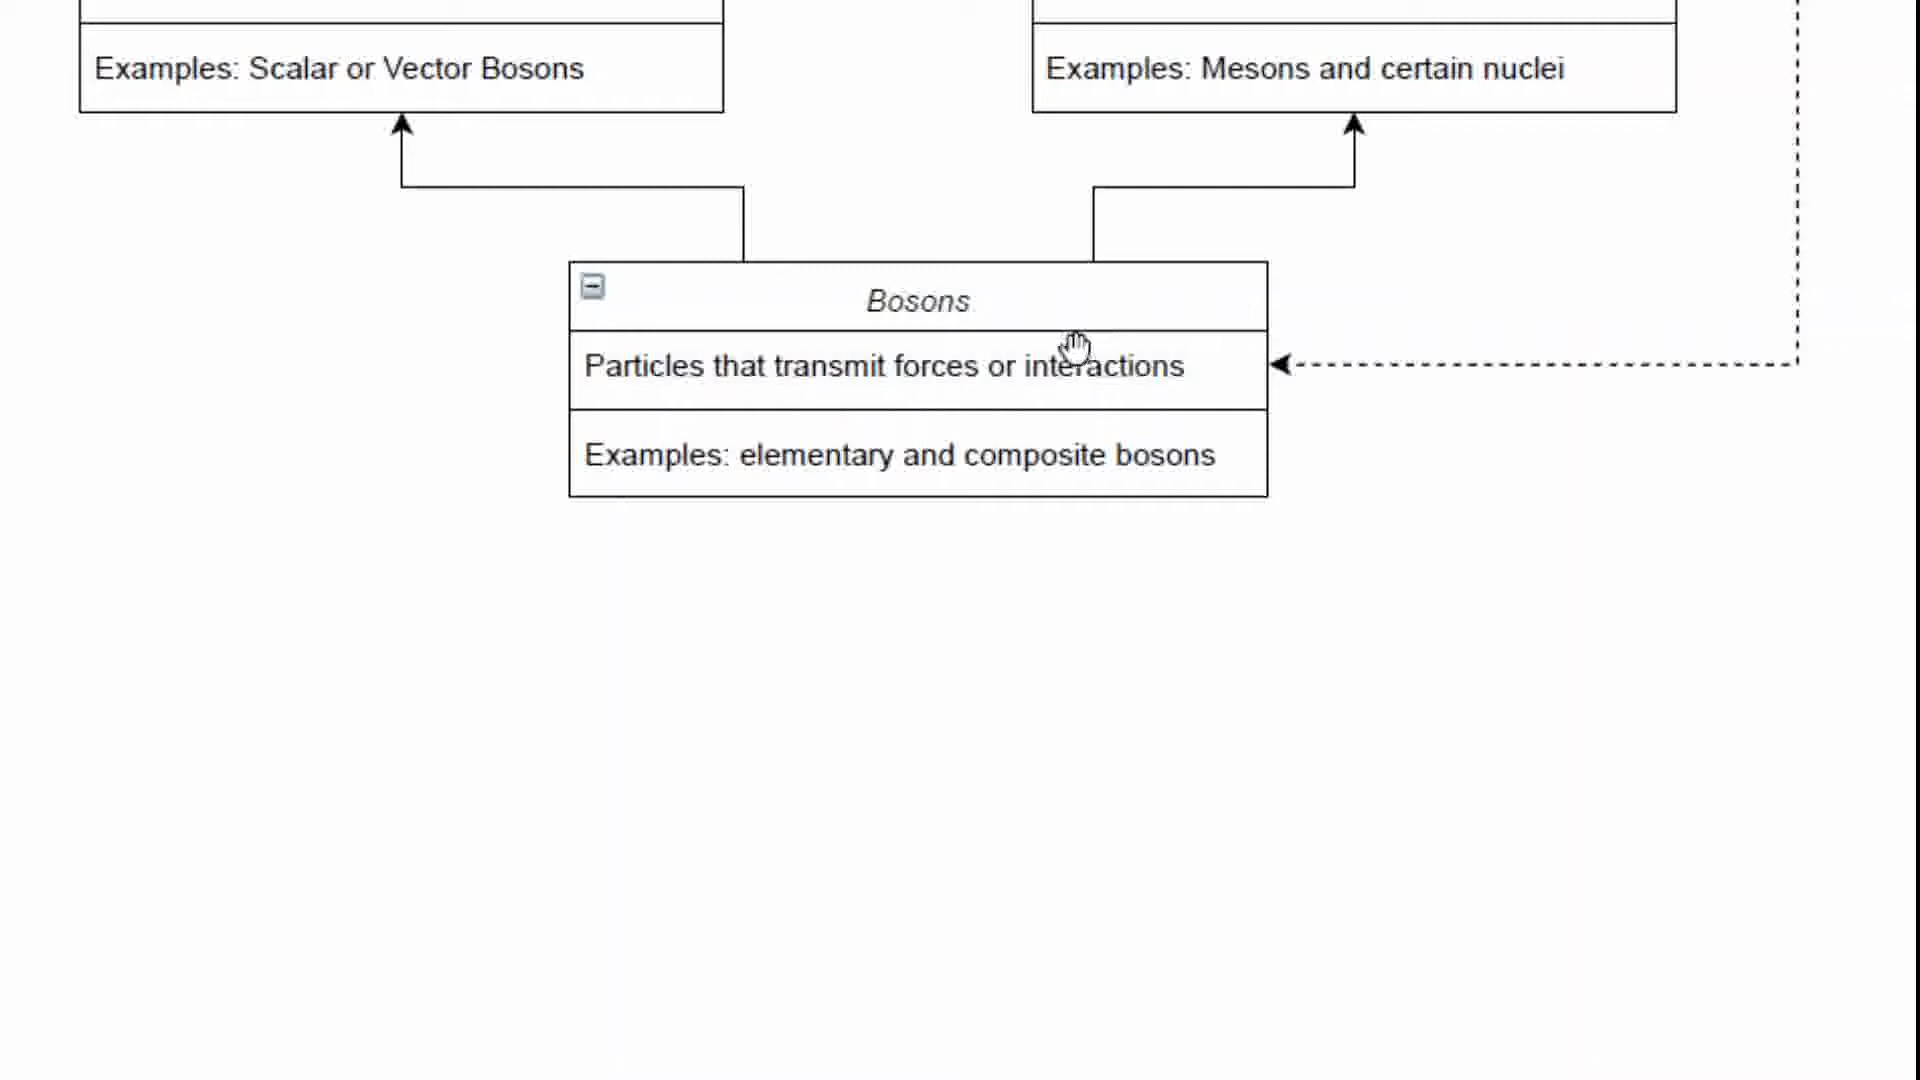 Examples: Scalar or Vector Bosons
Examples: Mesons and certain nuclei
Bosons
Particles that transmit forces or interactions
Examples: elementary and composite bosons